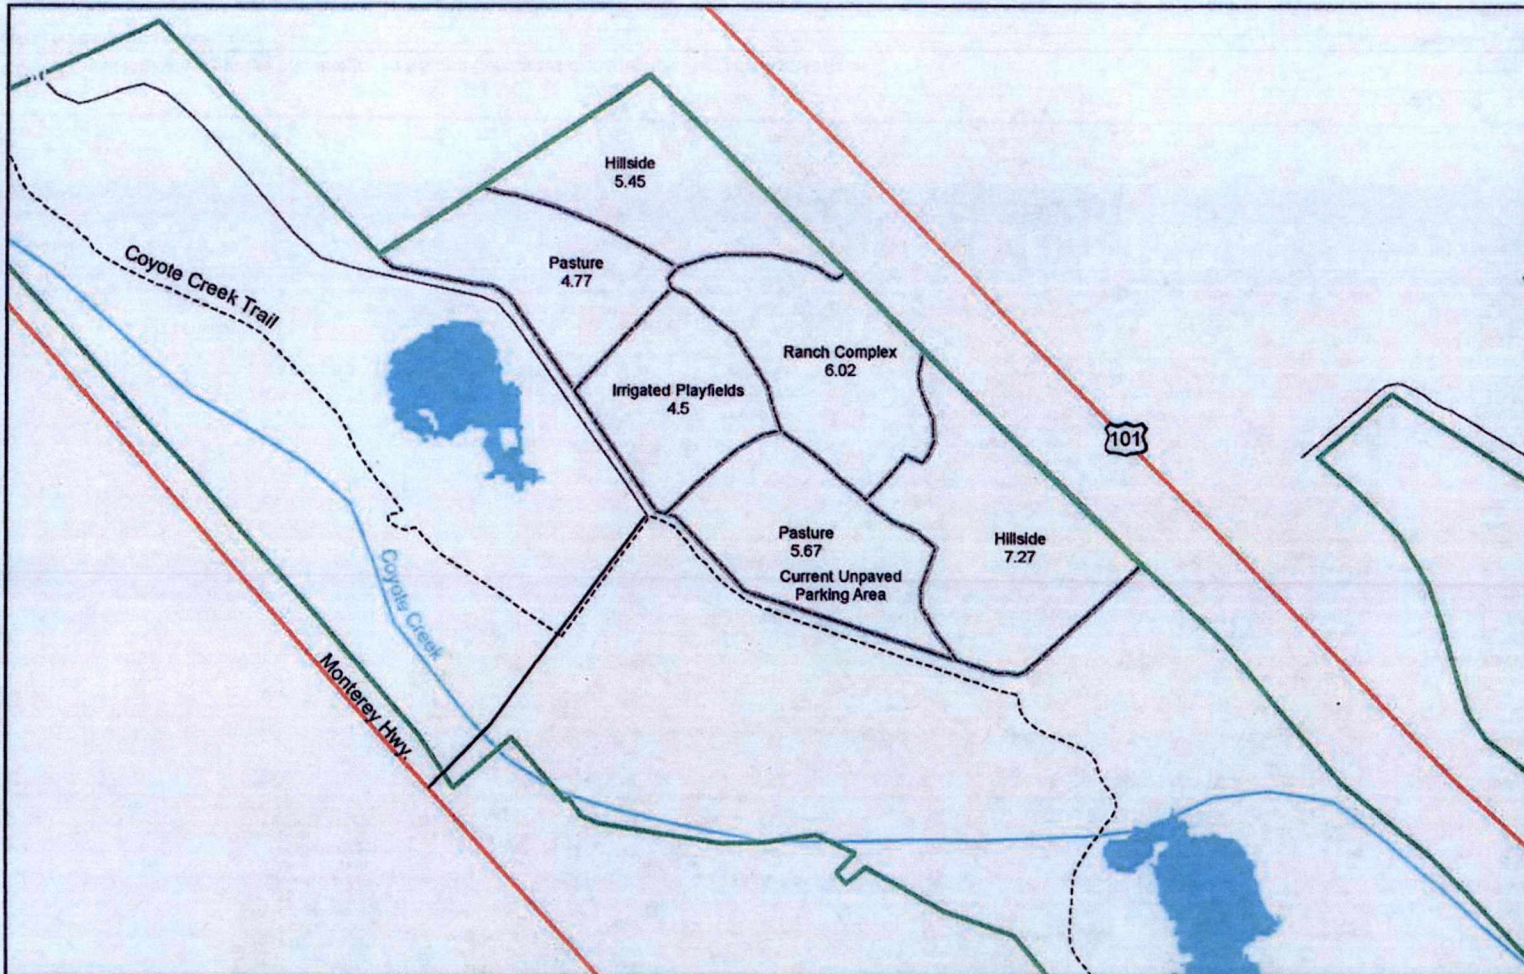 Hillside
5.45
Pasture
4.77
Coyote Creek Trail
Ranch Complex
6.02
Irrigated Playfields
4.5
101
Pasture
5.67
Current Unpaved
Parking Area
Hillside
7.27
Coyote Creek
Monterey Hwy.